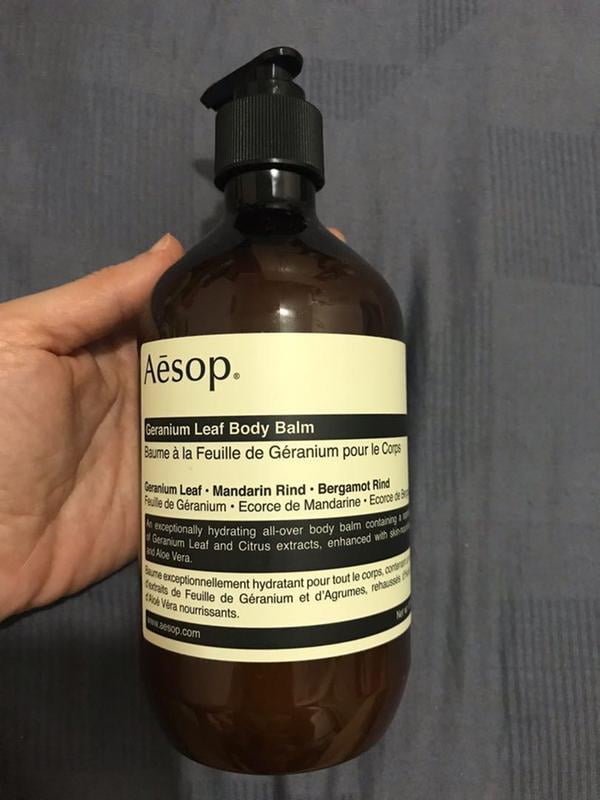 Aēsop®
Geranium Leaf Body Balm
Baume à la Feuille de Géranium pour le Corps
Geranium Leaf • Mandarin Rind • Bergamot Rind
Feuille de Géranium • Ecorce de Mandarine • Ecorce de
An exceptionally hydrating all-over body balm containing a
of Geranium Leaf and Citrus extracts, enhanced with
and Aloe Vera.
Baume exceptionnellement hydratant pour tout le corps,
d'extraits de Feuille de Géranium et d'Agrumes, rehaussés
d'Aloé Véra nourrissants.
www.aesop.com